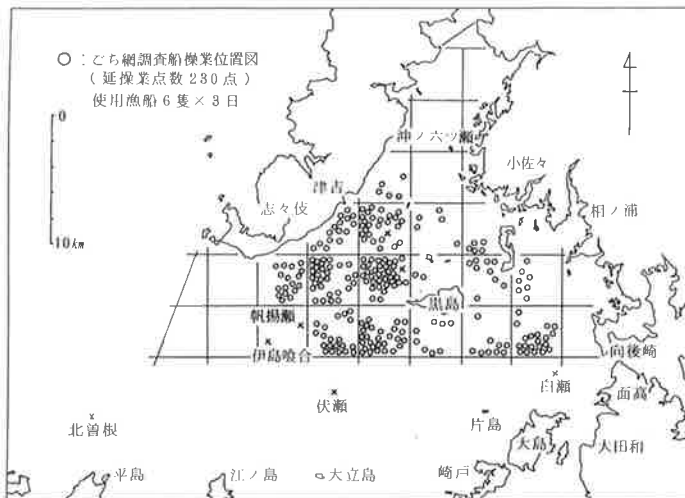 ○：ごち網調査船操業位置図
（延操業点数230点）
使用漁船6隻×3日
0
10km
沖ノ六ッ瀬
小佐々
津吉
志々伎
相ノ浦
黒島
帆揚瀬
伊島喰合
向後崎
白瀬
面高
伏瀬
北曽根
片島
大島
大田和
平島
江ノ島
大立島
崎戸